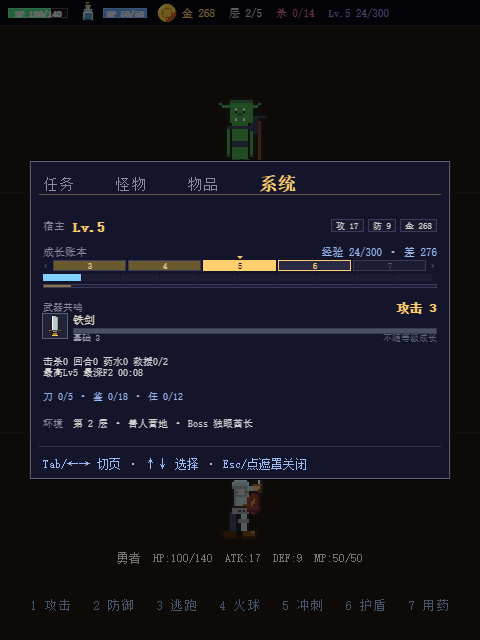 HP 100/140 MP 50/50 金 268 层 2/5 杀 0/14 Lv.5 24/300
任务 怪物 物品 系统
宿主 Lv.5 攻 17 防 9 金 268
成长账本 经验 24/300 · 差 276
‹ 3 4 5 6 7 ›
武器共鸣 攻击 3
铁剑
基础 3 不随等级成长
击杀0 回合0 药水0 救援0/2
最高Lv5 最深F2 00:08
刀 0/5 · 鉴 0/18 · 任 0/12
环境 第 2 层 · 兽人营地 · Boss 独眼酋长
Tab/←→ 切页 · ↑↓ 选择 · Esc/点遮罩关闭
勇者 HP:100/140 ATK:17 DEF:9 MP:50/50
1 攻击 2 防御 3 逃跑 4 火球 5 冲刺 6 护盾 7 用药